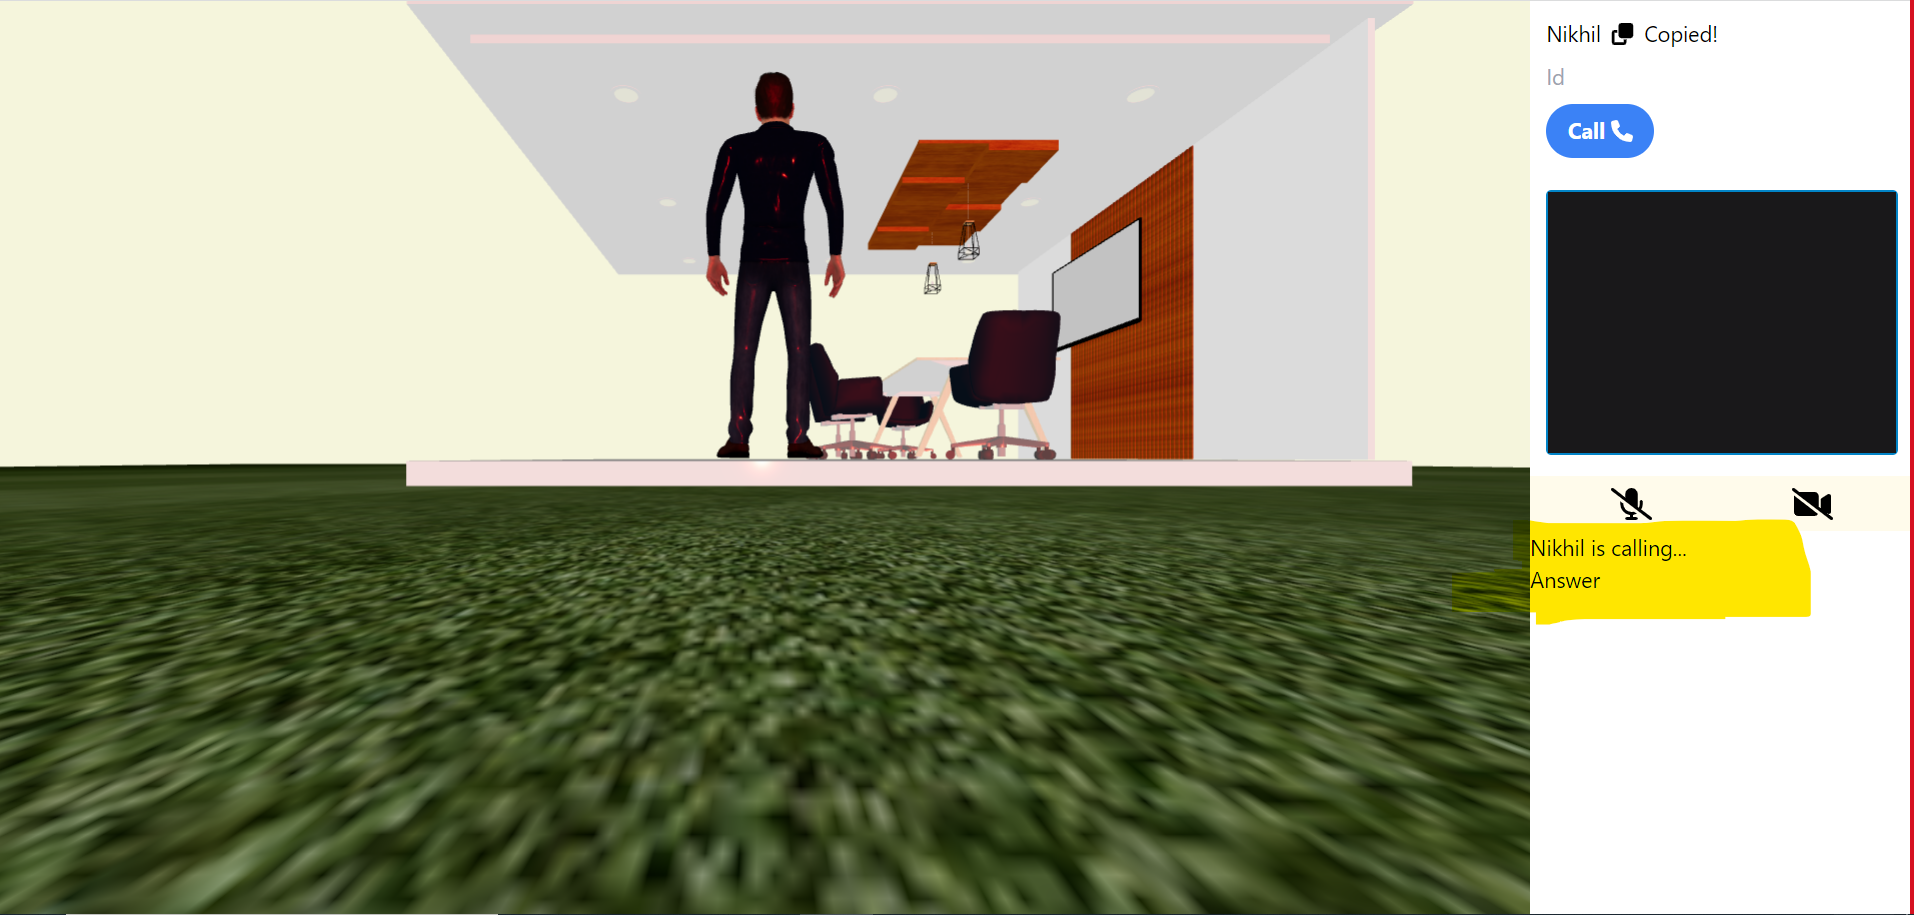 Nikhil Copied!
Id
Call
Nikhil is calling...
Answer